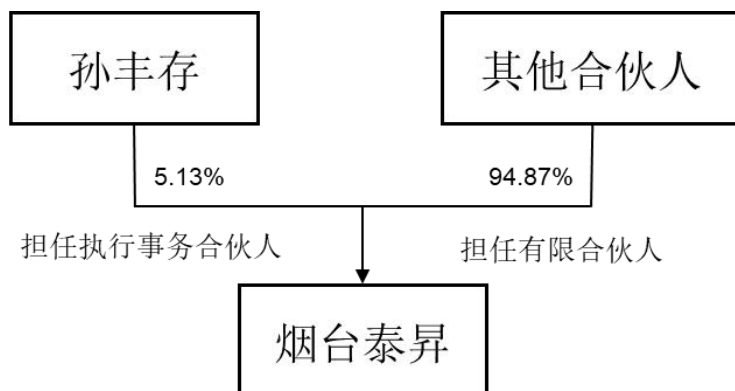 孙丰存
其他合伙人
5.13%
94.87%
担任执行事务合伙人
担任有限合伙人
烟台泰昇